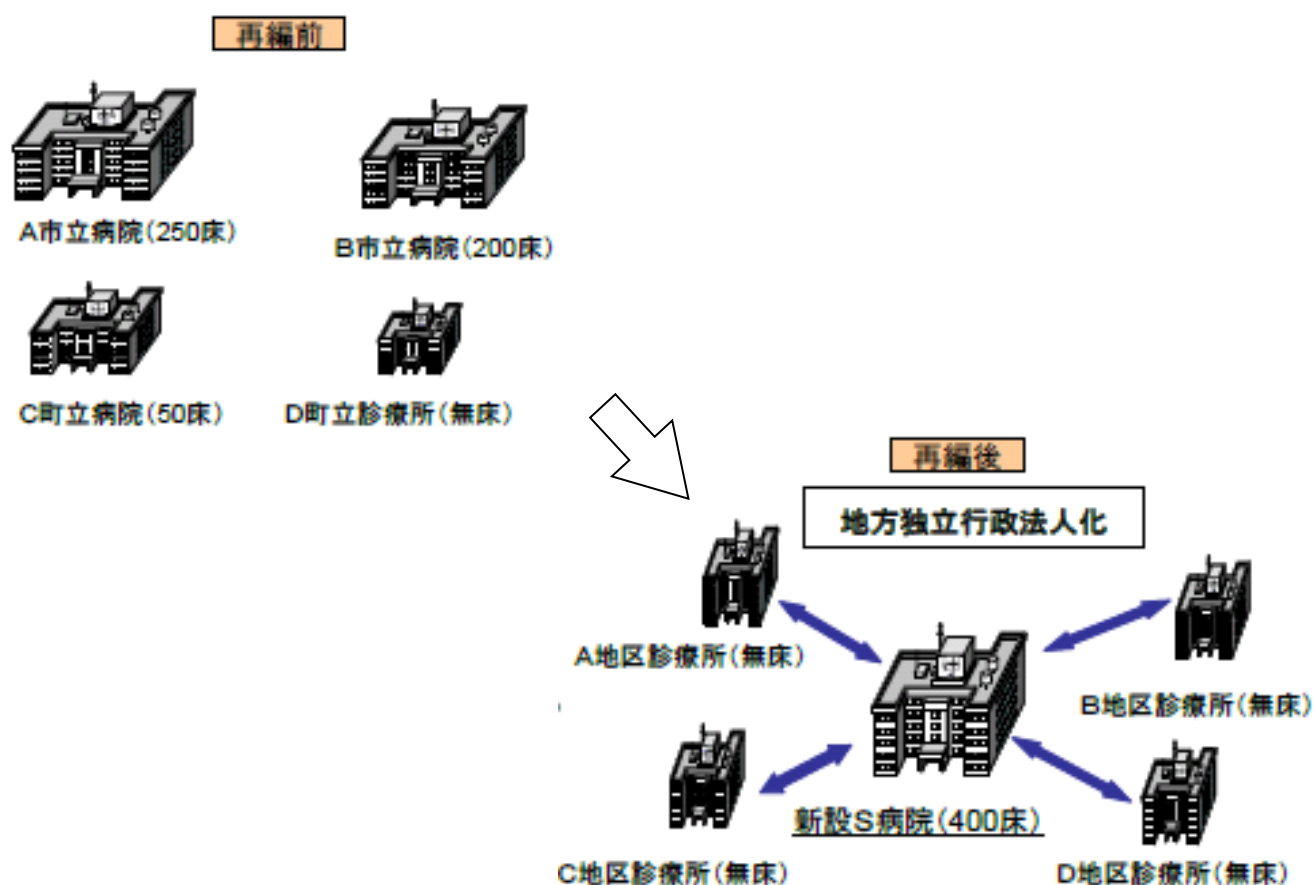 再編前
A市立病院(250床)
B市立病院(200床)
C町立病院(50床)
D町立診療所(無床)
再編後
地方独立行政法人化
A地区診療所(無床)
B地区診療所(無床)
新設S病院(400床)
C地区診療所(無床)
D地区診療所(無床)